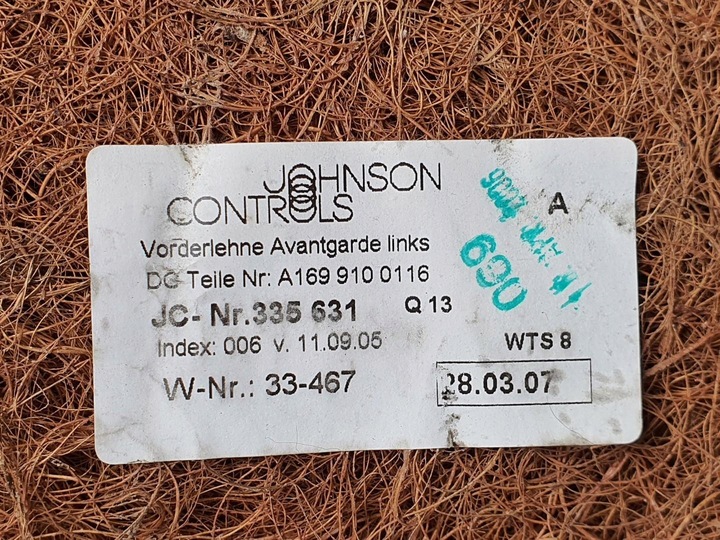 JOHNSON
CONTROLS
A
Vorderlehne Avantgarde links
DC Teile Nr: A169 910 0116
690
JC- Nr.335 631 Q 13
Index: 006 v. 11.09.05 WTS 8
W-Nr.: 33-467
28.03.07